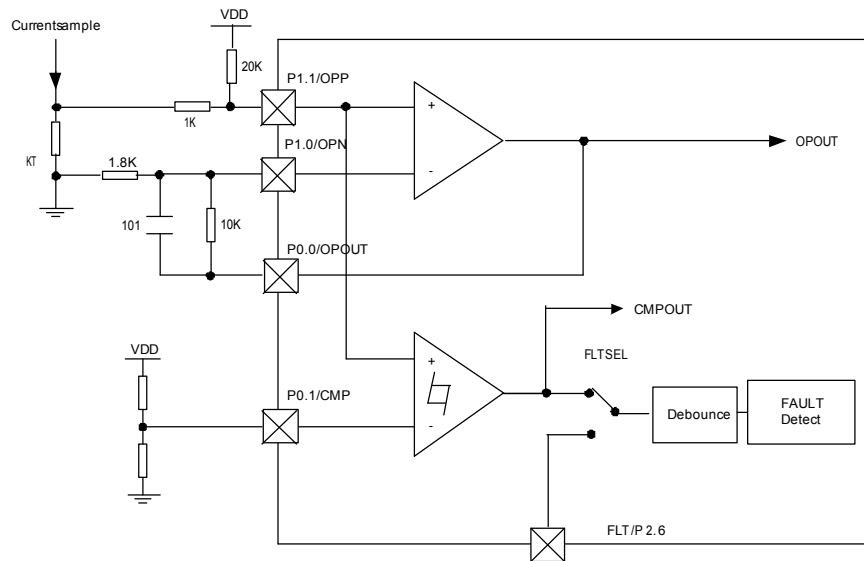 Currentsample
VDD
20K
P1.1/OPP
1K
+
P1.0/OPN
OPOUT
KT
1.8K
-
101
10K
P0.0/OPOUT
CMPOUT
VDD
FLTSEL
+
P0.1/CMP
Debounce
FAULT
Detect
-
FLT/P2.6